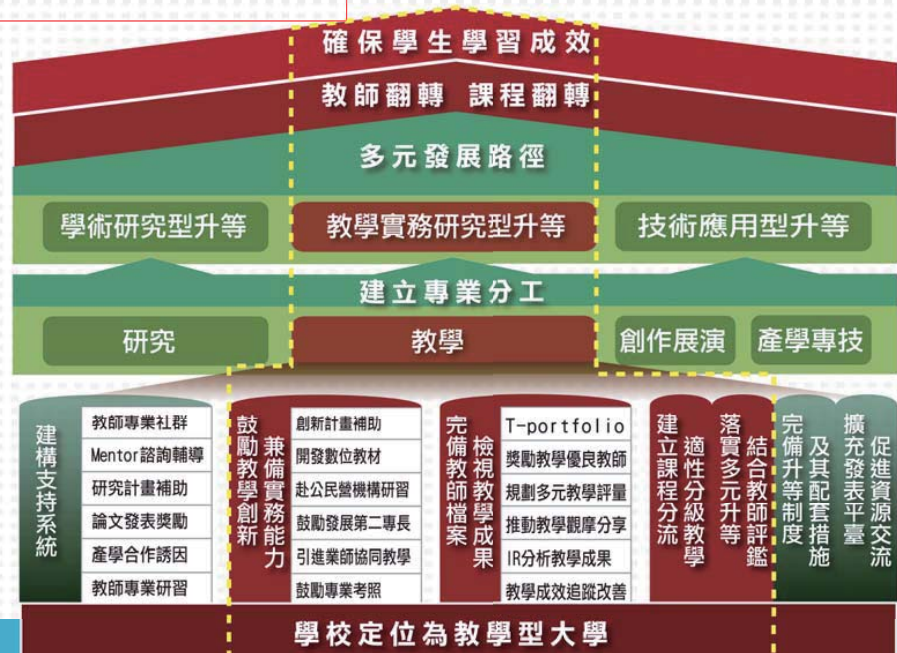 確保學生學習成效
教師翻轉 課程翻轉
多元發展路徑
學術研究型升等
教學實務研究型升等
技術應用型升等
建立專業分工
研究
教學
創作展演
產學專技
建構支持系統
教師專業社群
Mentor諮詢輔導
研究計畫補助
論文發表獎勵
產學合作誘因
教師專業研習
鼓勵教學創新
兼備實務能力
創新計畫補助
開發數位教材
赴公民營機構研習
鼓勵發展第二專長
引進業師協同教學
鼓勵專業考照
完備教師檔案
檢視教學成果
T-portfolio
獎勵教學優良教師
規劃多元教學評量
推動教學觀摩分享
IR分析教學成果
教學成效追蹤改善
建立課程分流
適性分級教學
落實多元升等
結合教師評鑑
完備升等制度
及其配套措施
擴充發表平臺
促進資源交流
學校定位為教學型大學